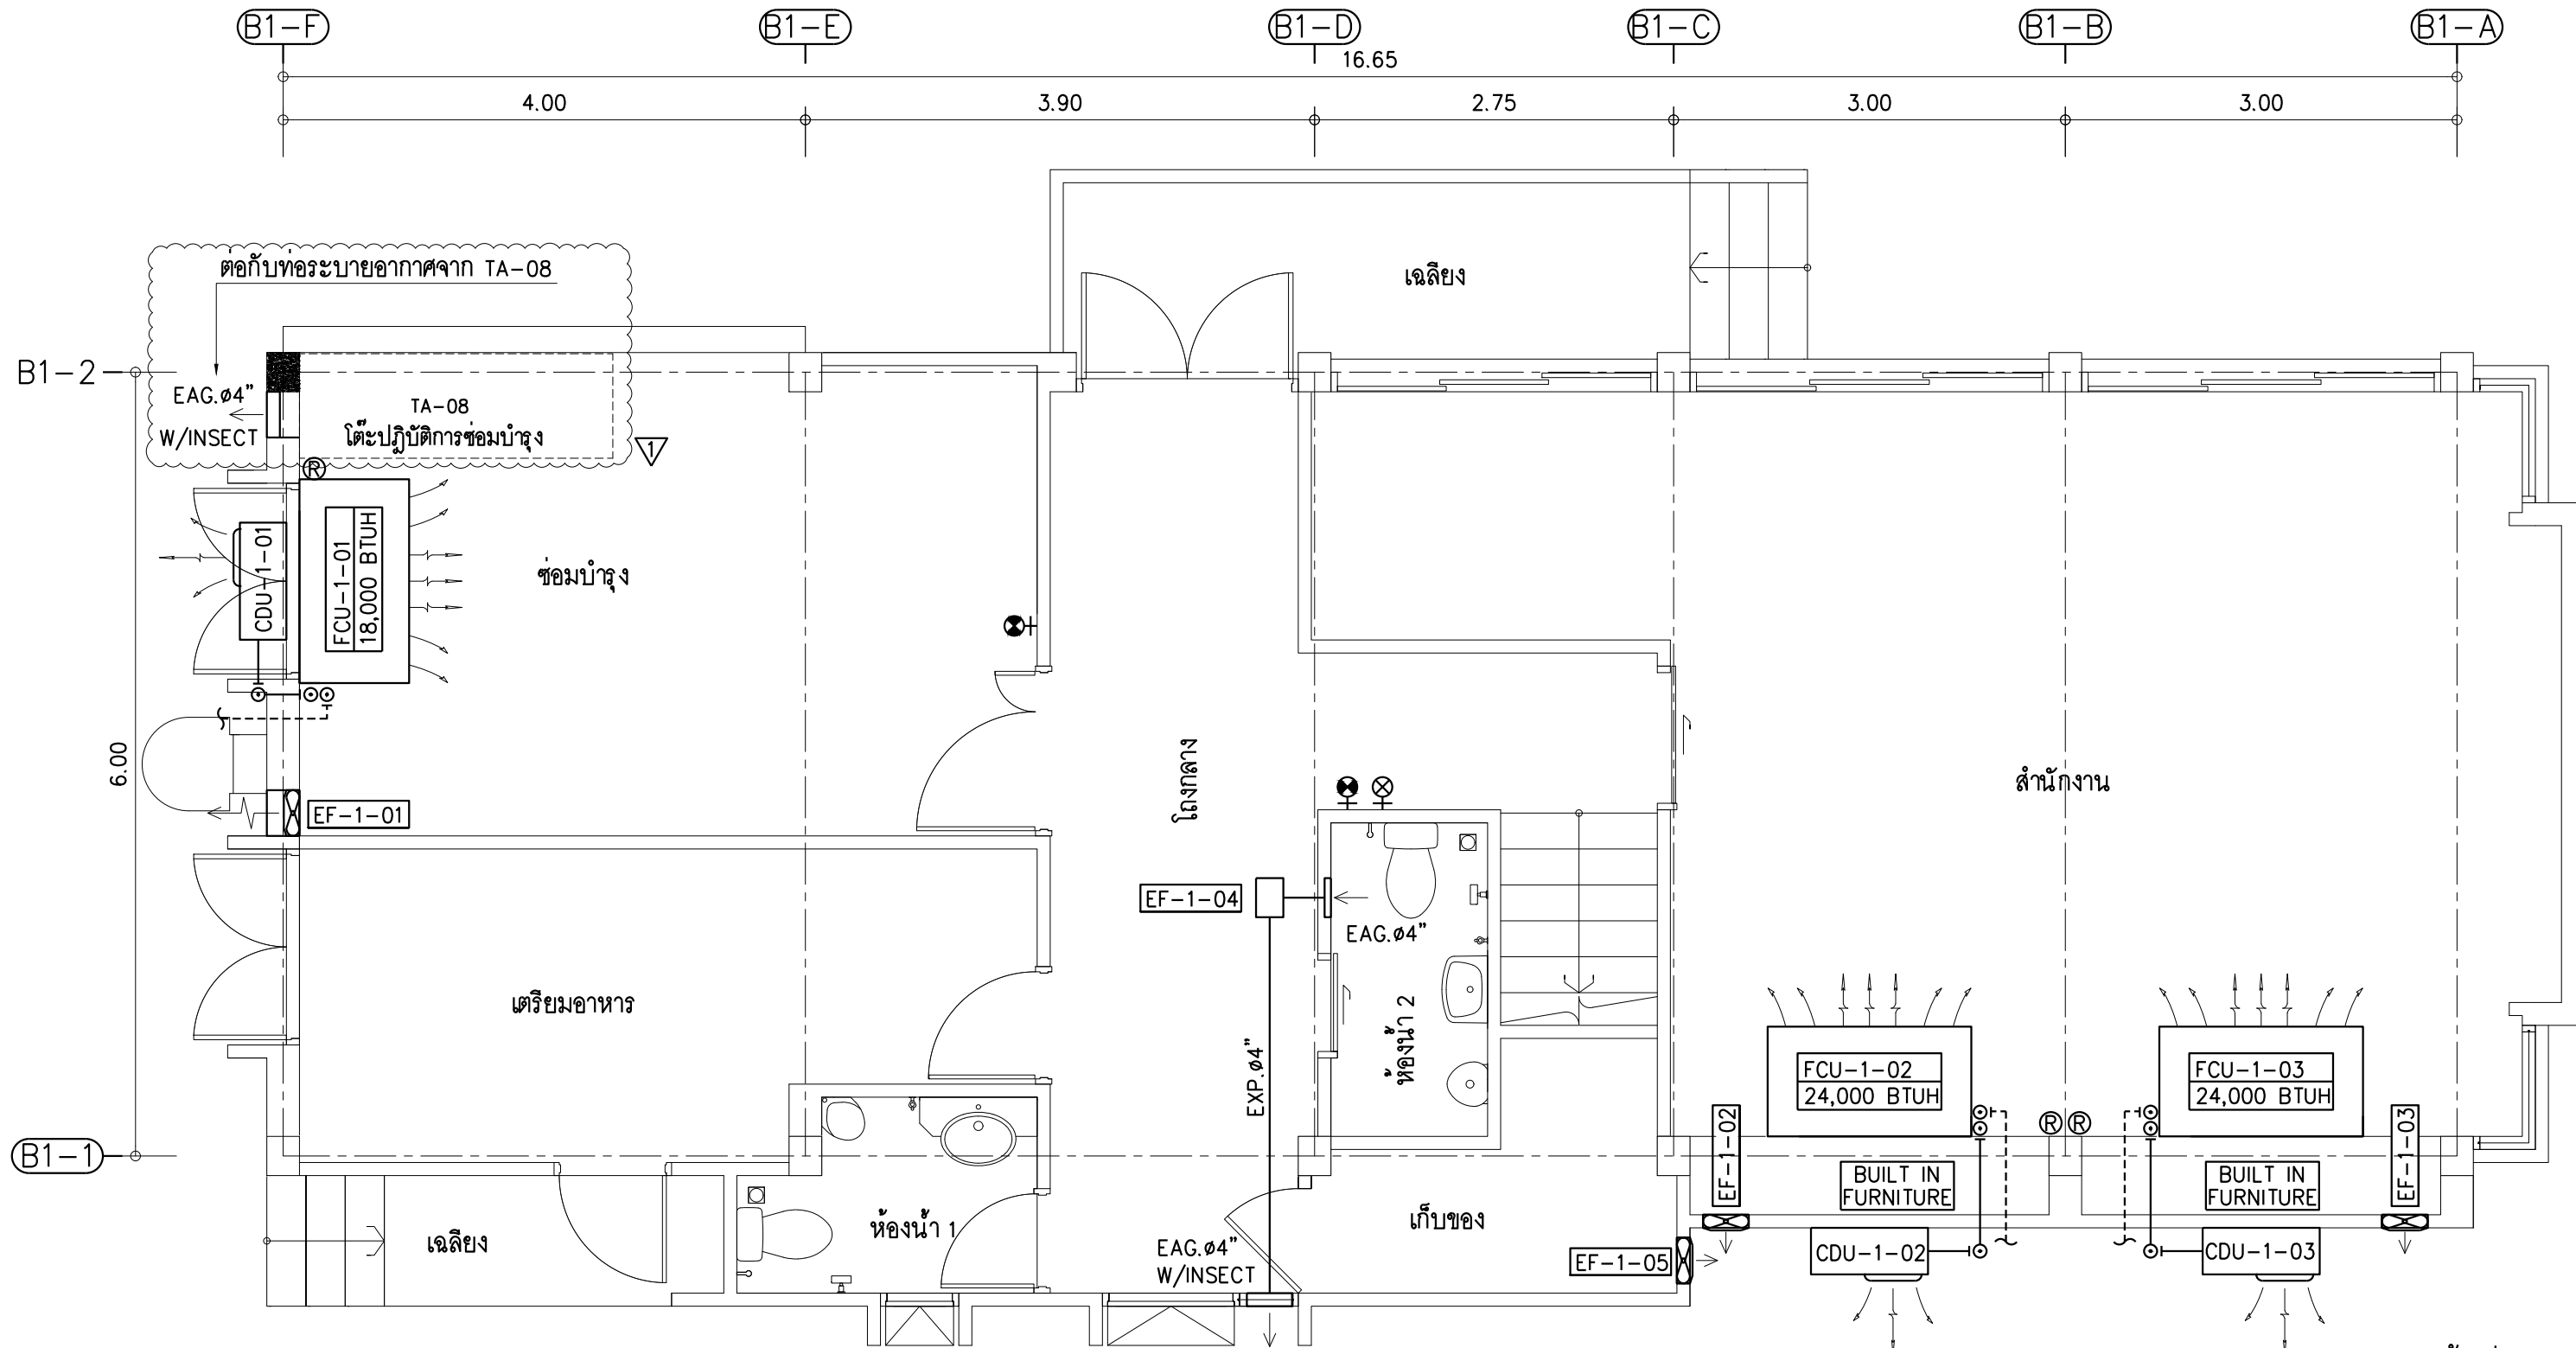 B1-F
B1-E
B1-D
B1-C
B1-B
B1-A
16.65
4.00
3.90
2.75
3.00
3.00
ต่อกับท่อระบายอากาศจาก TA-08
เฉลียง
B1-2
EAG.ø4"
W/INSECT
TA-08
โต๊ะปฏิบัติการซ่อมบำรุง
1
R
CDU-1-01
FCU-1-01
18,000 BTUH
ซ่อมบำรุง
6.00
EF-1-01
โถงกลาง
สำนักงาน
EF-1-04
EAG.ø4"
เตรียมอาหาร
ห้องน้ำ 2
EXP.ø4"
FCU-1-02
24,000 BTUH
FCU-1-03
24,000 BTUH
R R
B1-1
EF-1-02
BUILT IN
FURNITURE
BUILT IN
FURNITURE
EF-1-03
เฉลียง
ห้องน้ำ 1
EAG.ø4"
W/INSECT
เก็บของ
EF-1-05
CDU-1-02
CDU-1-03